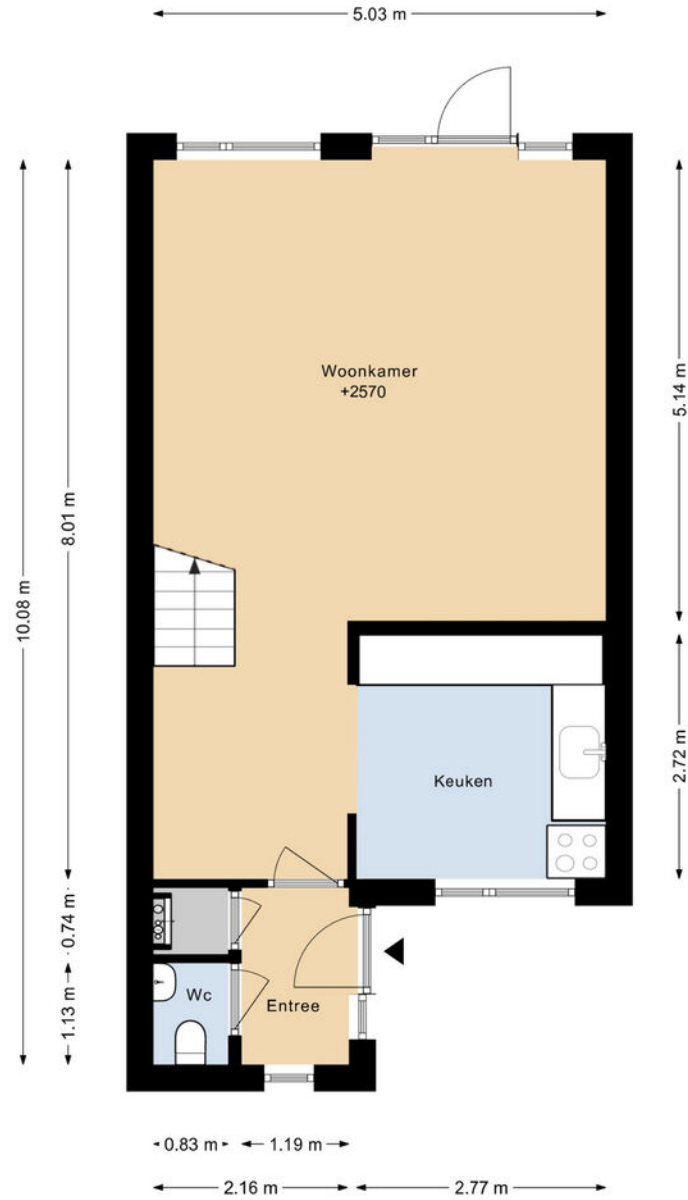 5.03 m
Woonkamer
+2570
5.14 m
8.01 m
10.08 m
2.72 m
Keuken
0.74 m
Wc
Entree
1.13 m
0.83 m
1.19 m
2.16 m
2.77 m